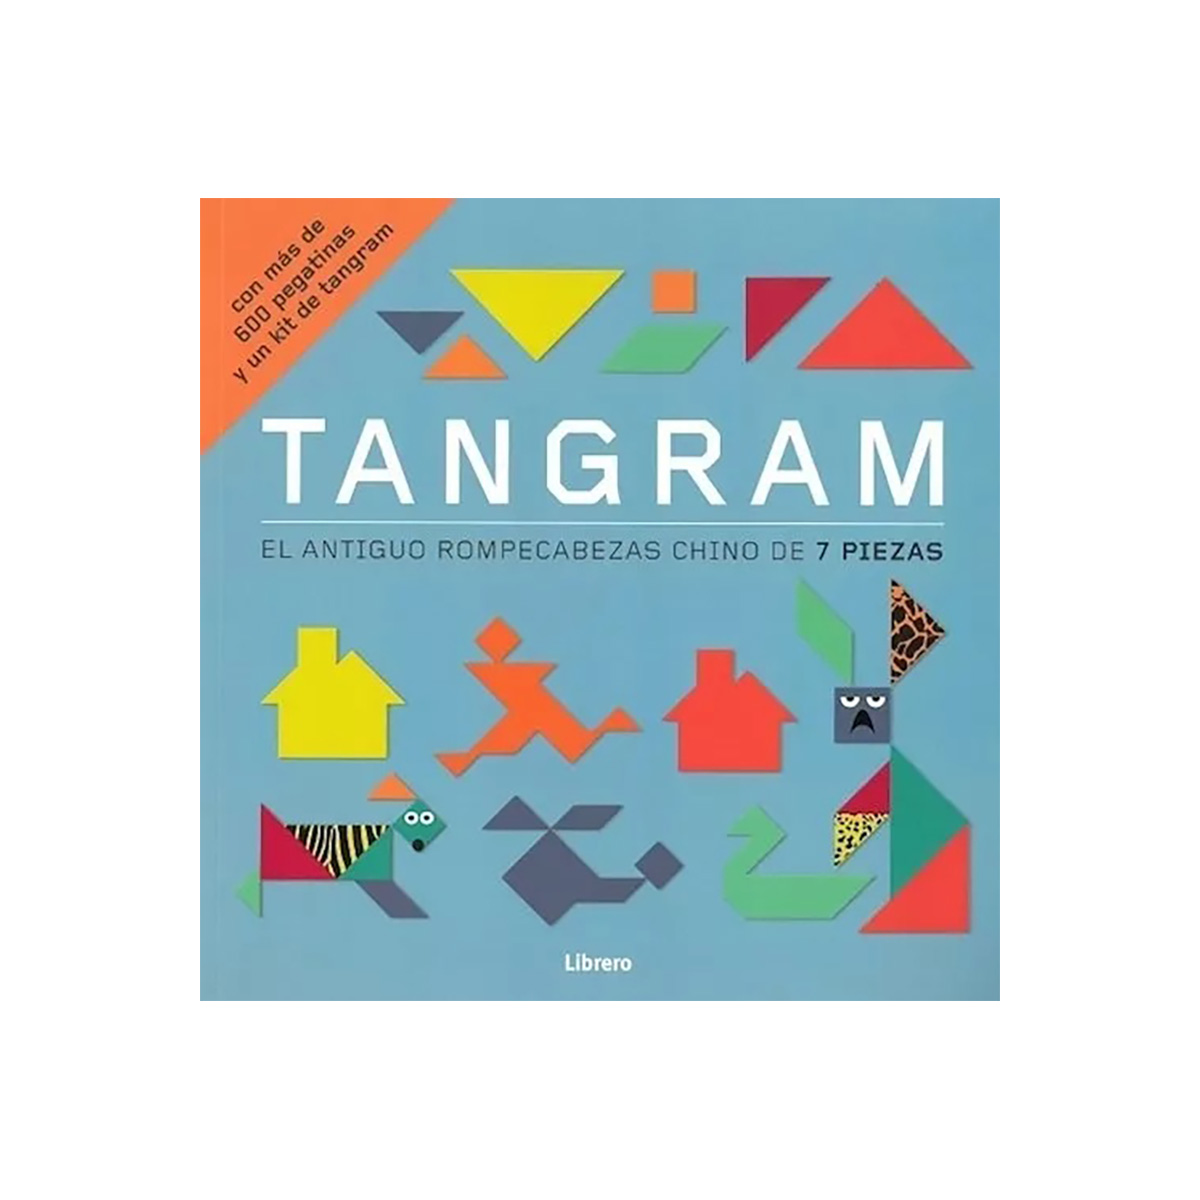 con más de
600 pegatinas
y un kit de tangram
TANGRAM
EL ANTIGUO ROMPECABEZAS CHINO DE 7 PIEZAS
Librero